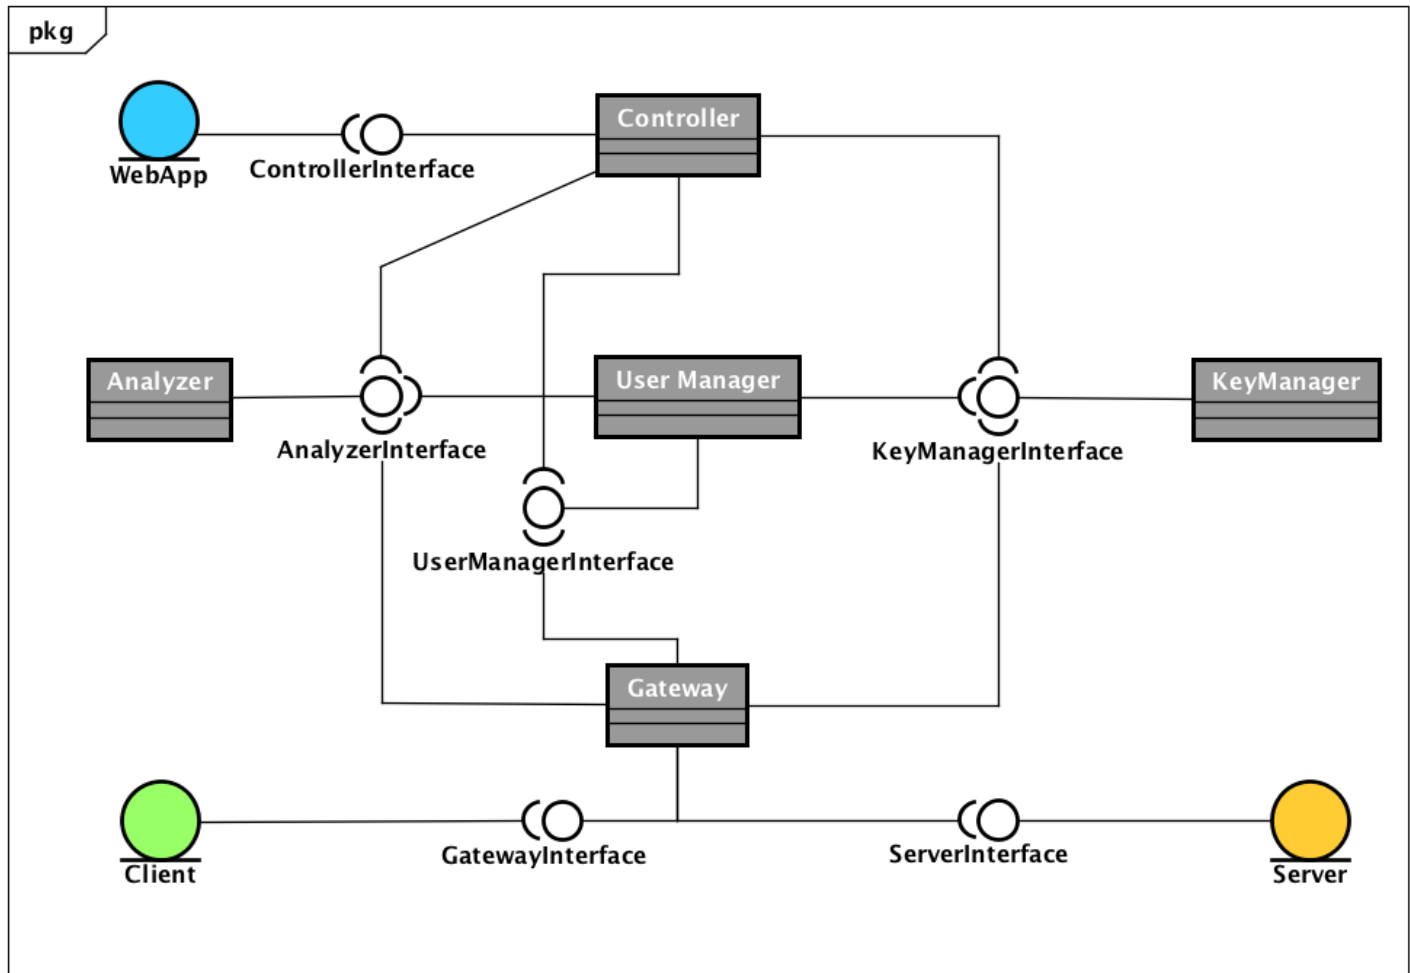 pkg
Controller
WebApp
ControllerInterface
Analyzer
User Manager
KeyManager
AnalyzerInterface
KeyManagerInterface
UserManagerInterface
Gateway
GatewayInterface
ServerInterface
Client
Server